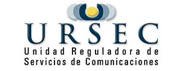 URSEC
Unidad Reguladora de
Servicios de Comunicaciones